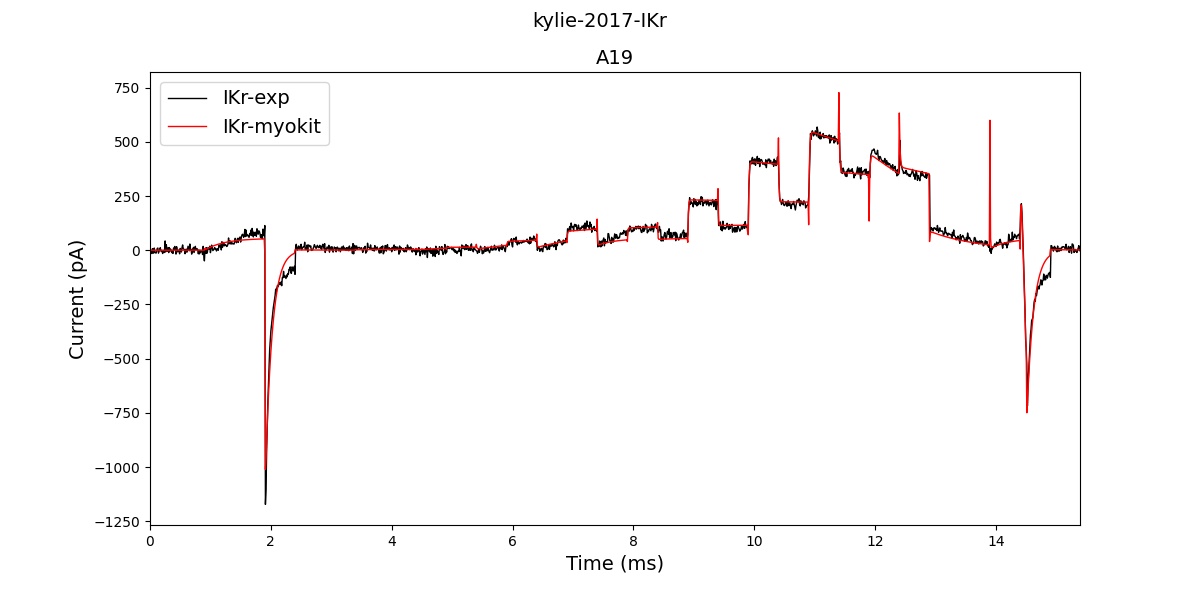 kylie-2017-IKr
A19
IKr-exp
IKr-myokit
750
500
250
0
−250
−500
−750
−1000
−1250
Current (pA)
0 2 4 6 8 10 12 14
Time (ms)